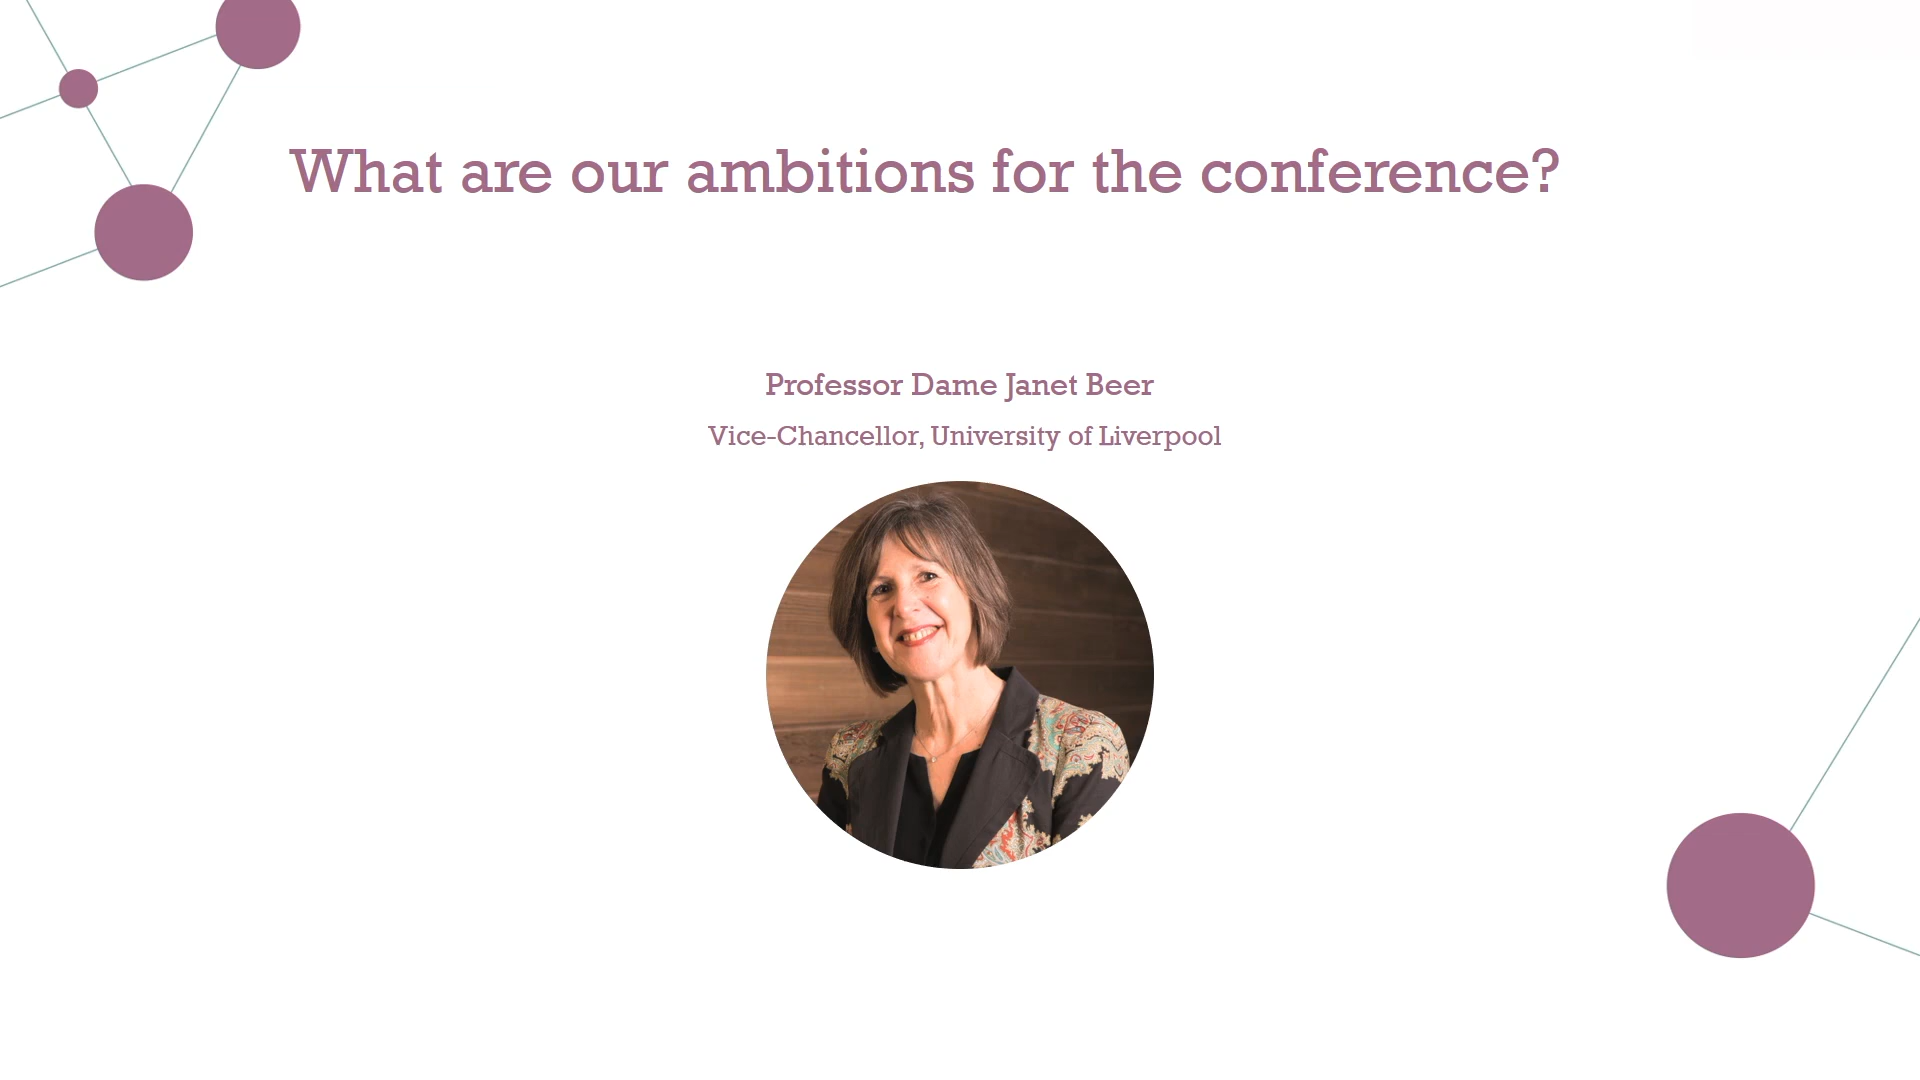 What are our ambitions for the conference?
Professor Dame Janet Beer
Vice-Chancellor, University of Liverpool